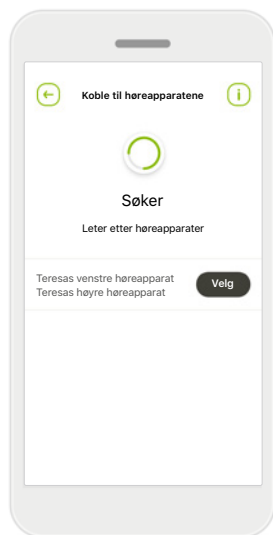 Koble til høreapparatene
i
Søker
Leter etter høreapparater
Teresas venstre høreapparat
Teresas høyre høreapparat
Velg